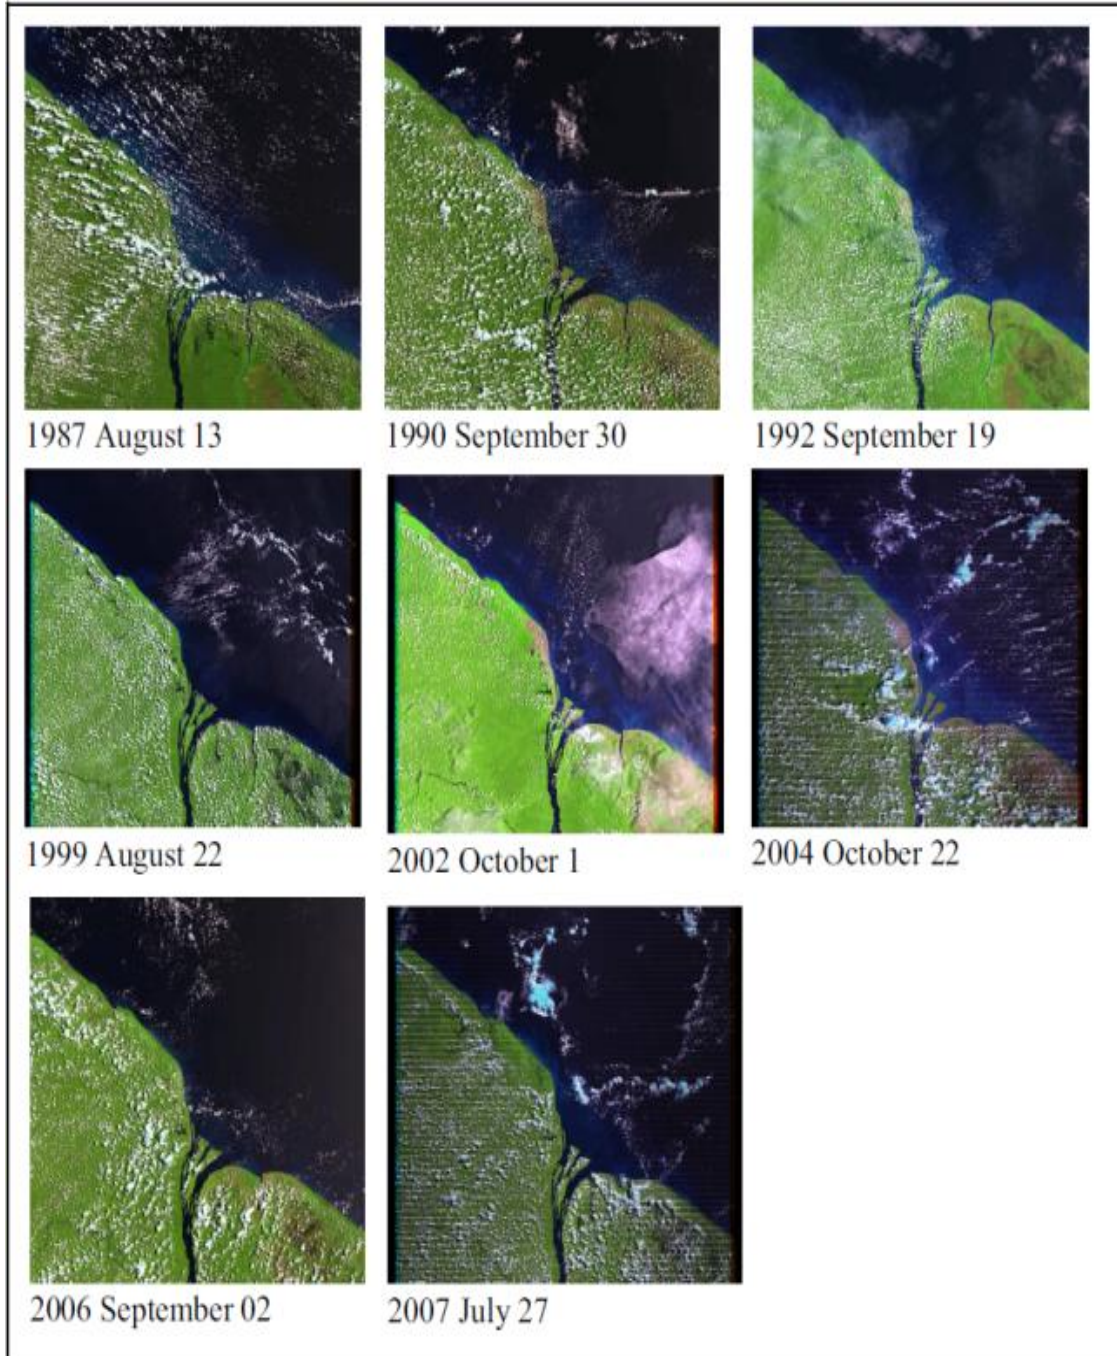 1987 August 13
1990 September 30
1992 September 19
1999 August 22
2002 October 1
2004 October 22
2006 September 02
2007 July 27